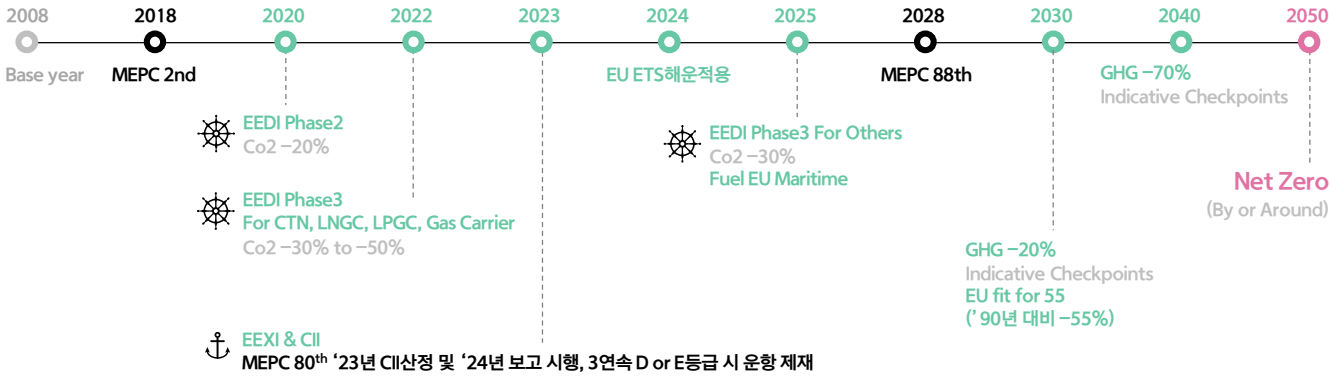 2008 2018 2020 2022 2023 2024 2025 2028 2030 2040 2050
Base year
MEPC 2nd
EU ETS해운적용
MEPC 88th
GHG −70%
Indicative Checkpoints
EEDI Phase2
Co2 −20%
EEDI Phase3 For Others
Co2 −30%
Fuel EU Maritime
Net Zero
(By or Around)
EEDI Phase3
For CTN, LNGC, LPGC, Gas Carrier
Co2 −30% to −50%
GHG −20%
Indicative Checkpoints
EU fit for 55
(’90년 대비 −55%)
EEXI & CII
MEPC 80th ‘23년 CII산정 및 ‘24년 보고 시행, 3연속 D or E등급 시 운항 제재